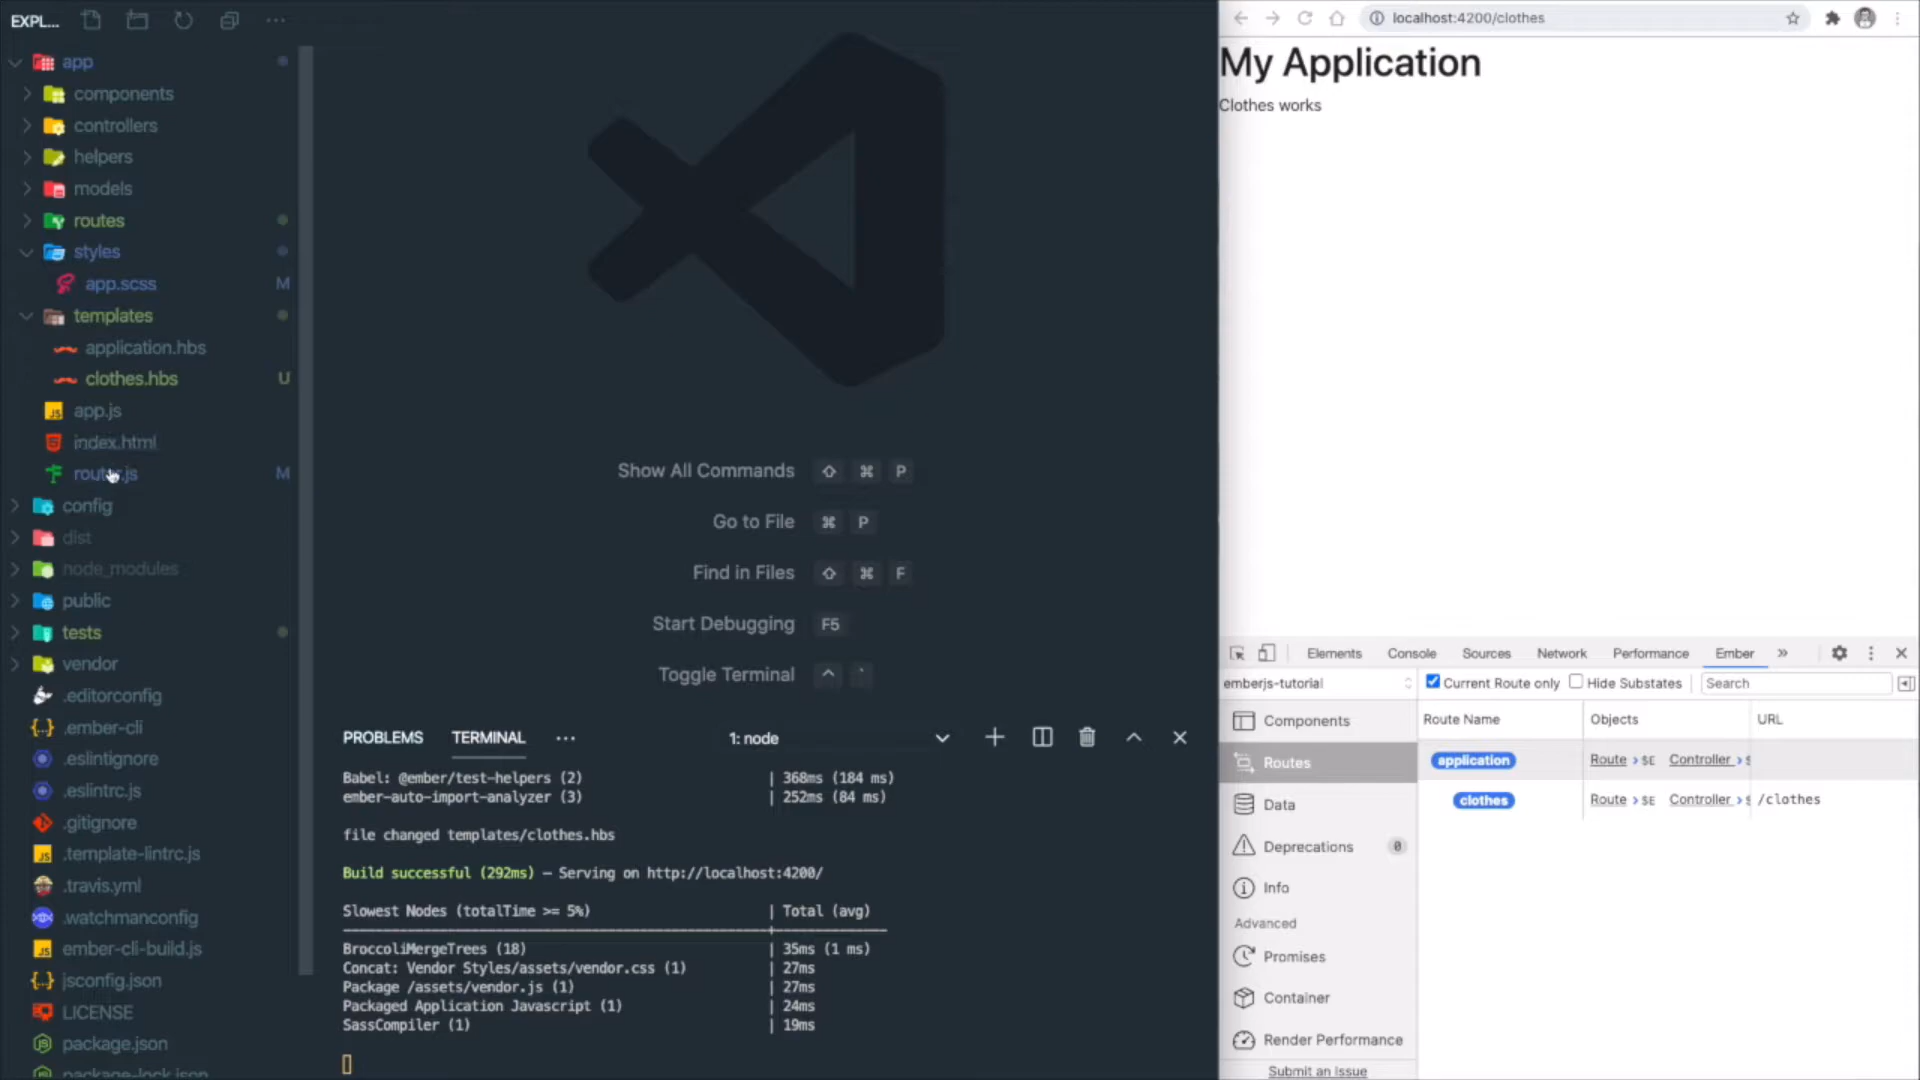 EXPL...
app
components
controllers
helpers
models
routes
styles
app.scss M
templates
application.hbs
clothes.hbs U
app.js
index.html
router.js M
config
dist
node_modules
public
tests
vendor
.editorconfig
.ember-cli
.eslintignore
.eslintrc.js
.gitignore
.template-lintrc.js
.travis.yml
.watchmanconfig
ember-cli-build.js
jsconfig.json
LICENSE
package.json
package-lock.json
Show All Commands ⇧ ⌘ P
Go to File ⌘ P
Find in Files ⇧ ⌘ F
Start Debugging F5
Toggle Terminal ^ `
PROBLEMS TERMINAL ... 1: node
Babel: @ember/test-helpers (2) | 368ms (184 ms)
ember-auto-import-analyzer (3) | 252ms (84 ms)
file changed templates/clothes.hbs
Build successful (292ms) – Serving on http://localhost:4200/
Slowest Nodes (totalTime >= 5%) | Total (avg)
BroccoliMergeTrees (18) | 35ms (1 ms)
Concat: Vendor Styles/assets/vendor.css (1) | 27ms
Package /assets/vendor.js (1) | 27ms
Packaged Application Javascript (1) | 24ms
SassCompiler (1) | 19ms
localhost:4200/clothes
My Application
Clothes works
Elements Console Sources Network Performance Ember »
emberjs-tutorial Current Route only Hide Substates Search
Components
Routes
Data
Deprecations 0
Info
Advanced
Promises
Container
Render Performance
Submit an Issue
Route Name Objects URL
application Route > $E Controller > $
clothes Route > $E Controller > $ /clothes